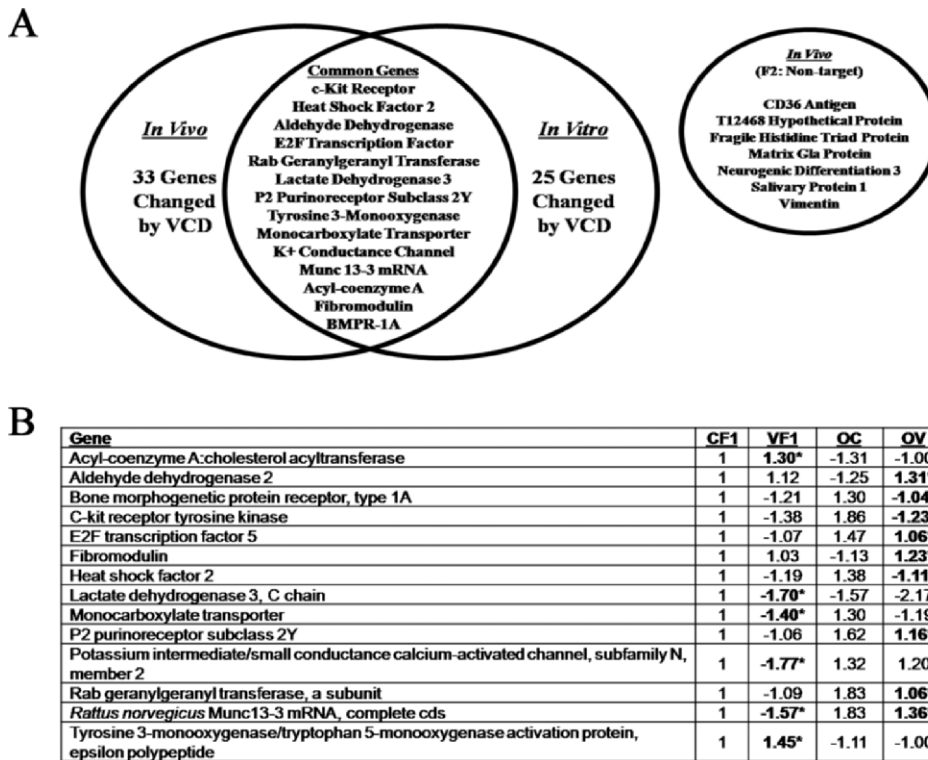 A
In Vivo
33 Genes
Changed
by VCD
Common Genes
c-Kit Receptor
Heat Shock Factor 2
Aldehyde Dehydrogenase
E2F Transcription Factor
Rab Geranylgeranyl Transferase
Lactate Dehydrogenase 3
P2 Purinoreceptor Subclass 2Y
Tyrosine 3-Monooxygenase
Monocarboxylate Transporter
K+ Conductance Channel
Munc 13-3 mRNA
Acyl-coenzyme A
Fibromodulin
BMPR-1A
In Vitro
25 Genes
Changed
by VCD
In Vivo
(F2: Non-target)
CD36 Antigen
T12468 Hypothetical Protein
Fragile Histidine Triad Protein
Matrix Gla Protein
Neurogenic Differentiation 3
Salivary Protein 1
Vimentin
B
Gene CF1 VF1 OC OV
Acyl-coenzyme A:cholesterol acyltransferase 1 1.30* -1.31 -1.00
Aldehyde dehydrogenase 2 1 1.12 -1.25 1.31
Bone morphogenetic protein receptor, type 1A 1 -1.21 1.30 -1.04
C-kit receptor tyrosine kinase 1 -1.38 1.86 -1.23
E2F transcription factor 5 1 -1.07 1.47 1.06
Fibromodulin 1 1.03 -1.13 1.23
Heat shock factor 2 1 -1.19 1.38 -1.11
Lactate dehydrogenase 3, C chain 1 -1.70* -1.57 -2.17
Monocarboxylate transporter 1 -1.40* 1.30 -1.19
P2 purinoreceptor subclass 2Y 1 -1.06 1.62 1.16
Potassium intermediate/small conductance calcium-activated channel, subfamily N,
member 2 1 -1.77* 1.32 1.20
Rab geranylgeranyl transferase, a subunit 1 -1.09 1.83 1.06
Rattus norvegicus Munc13-3 mRNA, complete cds 1 -1.57* 1.83 1.36
Tyrosine 3-monooxygenase/tryptophan 5-monooxygenase activation protein,
epsilon polypeptide 1 1.45* -1.11 -1.00